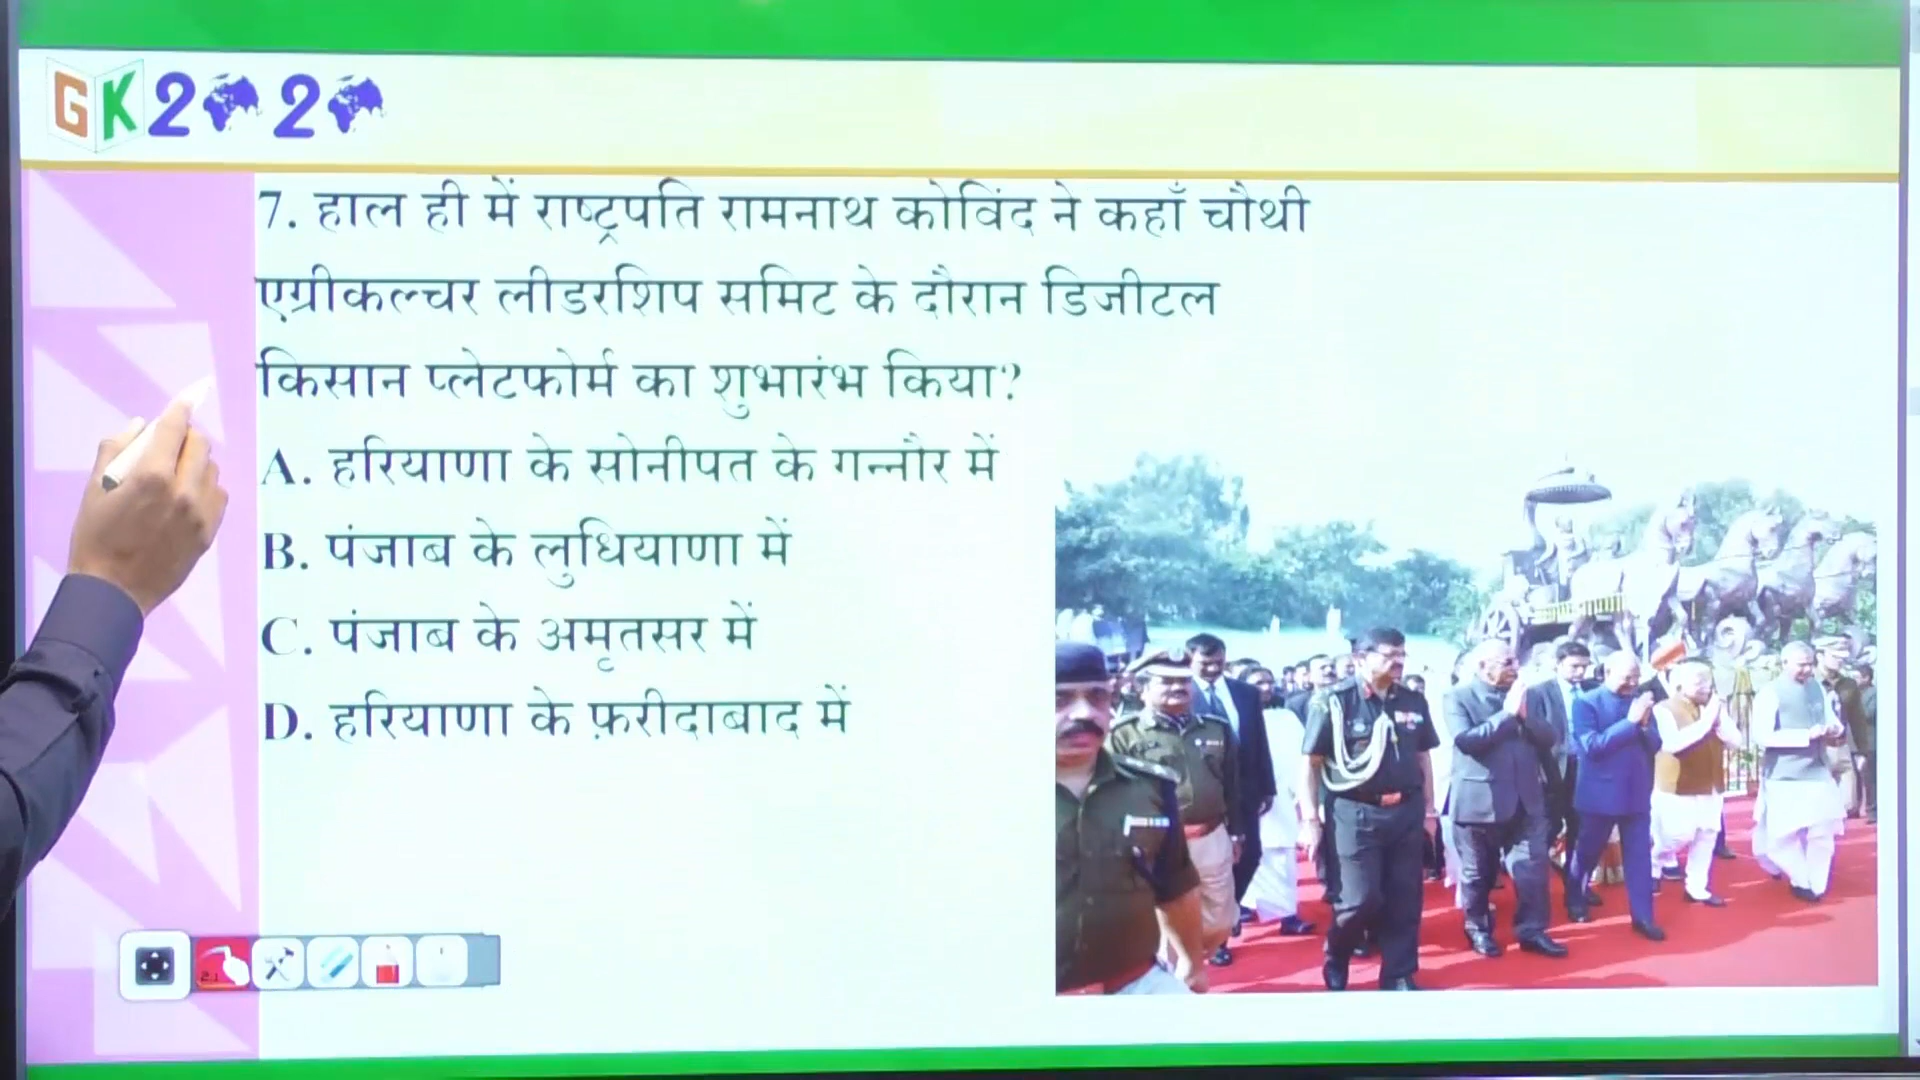 GK2020
7. हाल ही में राष्ट्रपति रामनाथ कोविंद ने कहाँ चौथी
एग्रीकल्चर लीडरशिप समिट के दौरान डिजीटल
किसान प्लेटफोर्म का शुभारंभ किया?
A. हरियाणा के सोनीपत के गन्नौर में
B. पंजाब के लुधियाणा में
C. पंजाब के अमृतसर में
D. हरियाणा के फ़रीदाबाद में